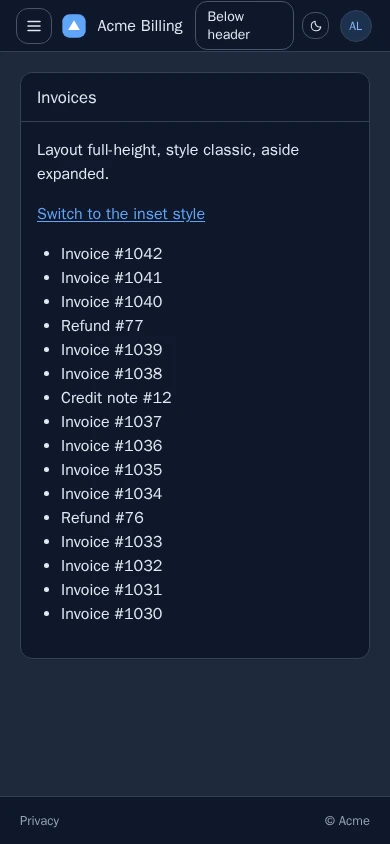 Acme Billing
Below
header
AL
Invoices
Layout full-height, style classic, aside
expanded.
Switch to the inset style
• Invoice #1042
• Invoice #1041
• Invoice #1040
• Refund #77
• Invoice #1039
• Invoice #1038
• Credit note #12
• Invoice #1037
• Invoice #1036
• Invoice #1035
• Invoice #1034
• Refund #76
• Invoice #1033
• Invoice #1032
• Invoice #1031
• Invoice #1030
Privacy
© Acme